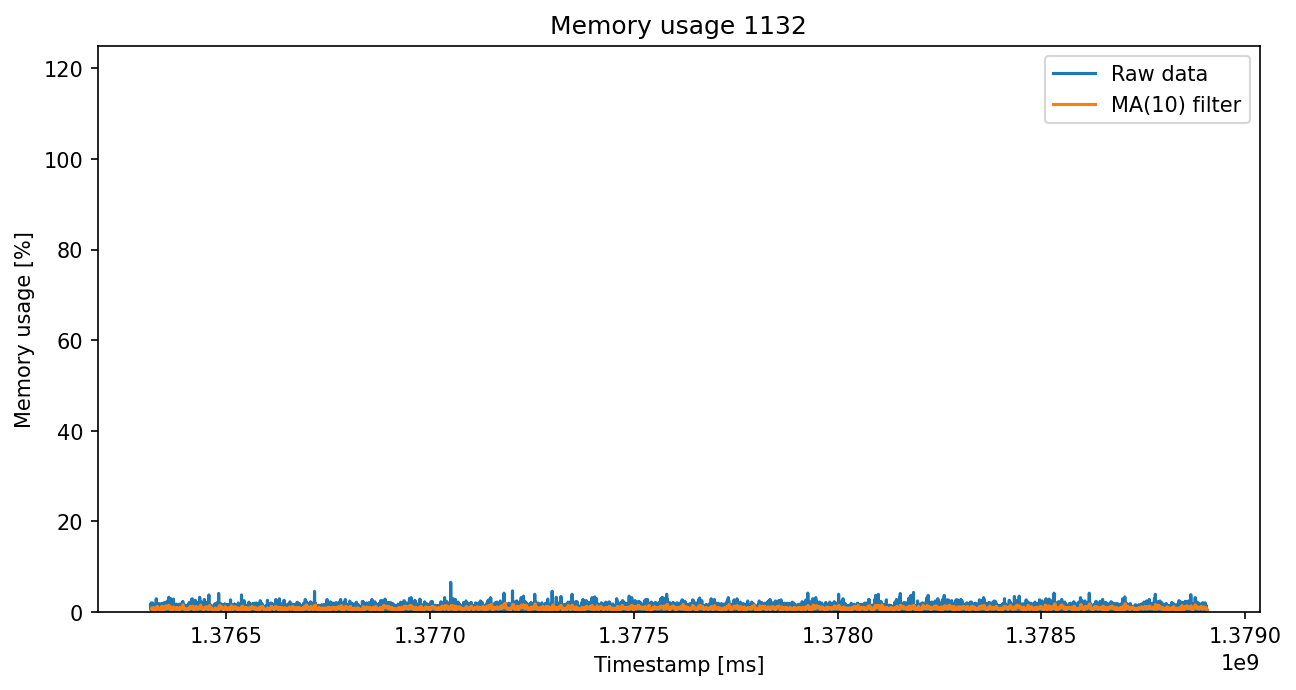 Memory usage 1132
Raw data
MA(10) filter
Memory usage [%]
120
100
80
60
40
20
0
1.3765 1.3770 1.3775 1.3780 1.3785 1.3790
1e9
Timestamp [ms]